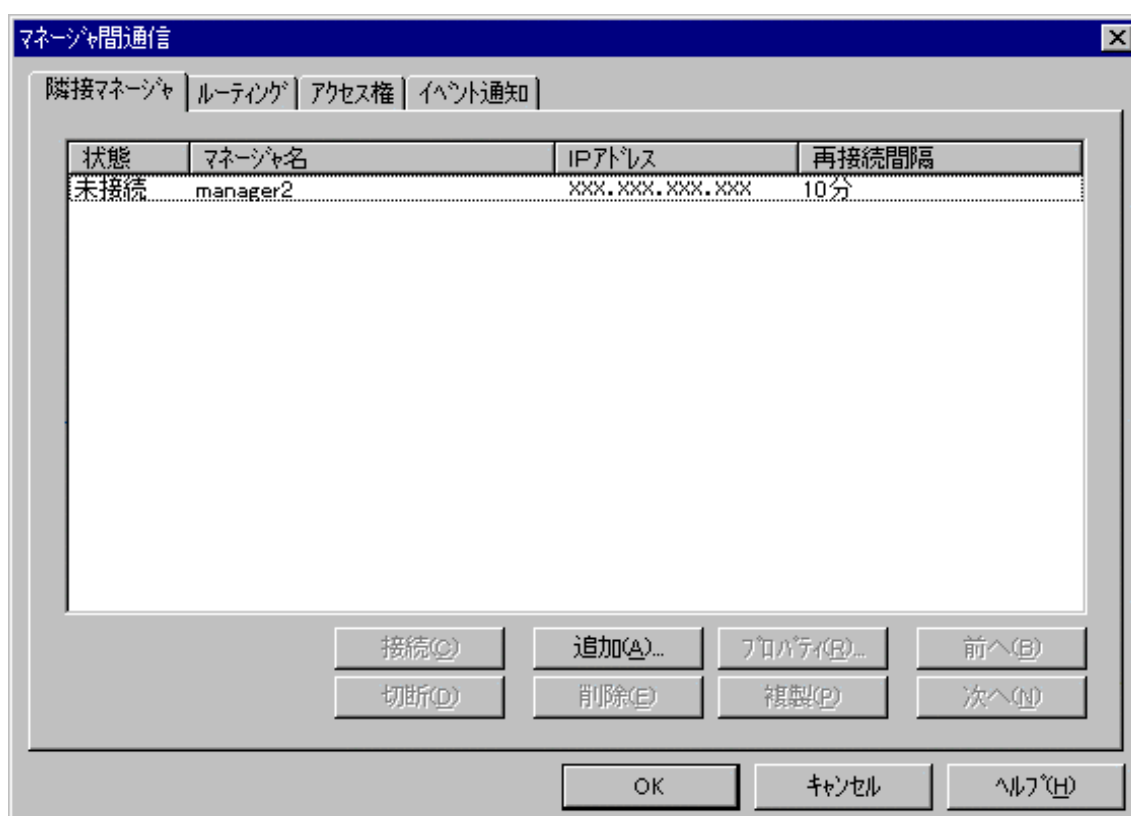 マネージャ間通信
隣接マネージャ ルーティング アクセス権 イベント通知
状態 マネージャ名 IPアドレス 再接続間隔
未接続 manager2 XXX.XXX.XXX.XXX 10分
接続(C) 追加(A)... プロパティ(R)... 前へ(B)
切断(D) 削除(E) 複製(P) 次へ(N)
OK キャンセル ヘルプ(H)